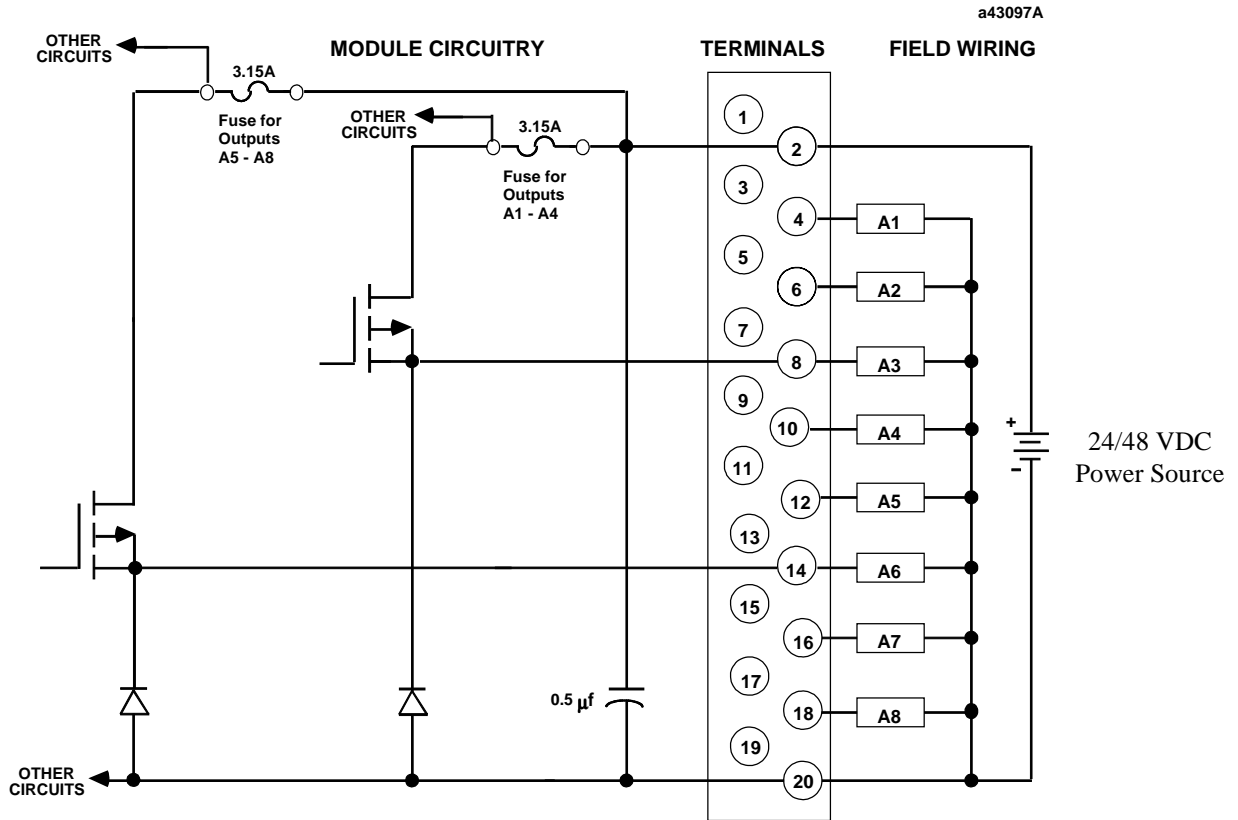 a43097A
OTHER
CIRCUITS
MODULE CIRCUITRY
TERMINALS
FIELD WIRING
3.15A
Fuse for
Outputs
A5 - A8
OTHER
CIRCUITS
3.15A
Fuse for
Outputs
A1 - A4
1
2
3
4
A1
5
6
A2
7
8
A3
9
10
A4
11
12
A5
13
14
A6
15
16
A7
17
18
A8
19
20
+
-
24/48 VDC
Power Source
0.5 µf
OTHER
CIRCUITS